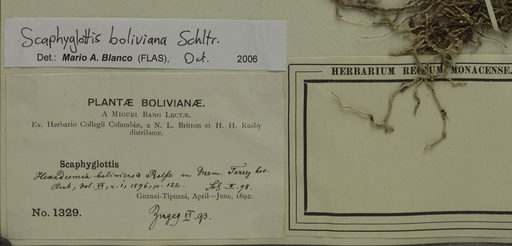 Scaphyglottis boliviana Schltr.
Det.: Mario A. Blanco (FLAS), Oct. 2006
HERBARIUM REGIUM MONACENSE.
PLANTÆ BOLIVIANÆ.
A MIGUEL BANG LECTÆ.
Ex. Herbario Collegii Columbiæ, a N. L. Britton et H. H. Rusby
distributæ.
Scaphyglottis
Hexadesmia boliviensis Rolfe in Mem. Torrey bot.
Club, vol. VI, n. 1, 1896, p. 122.
Guanai-Tipuani, April—June, 1892.
No. 1329.